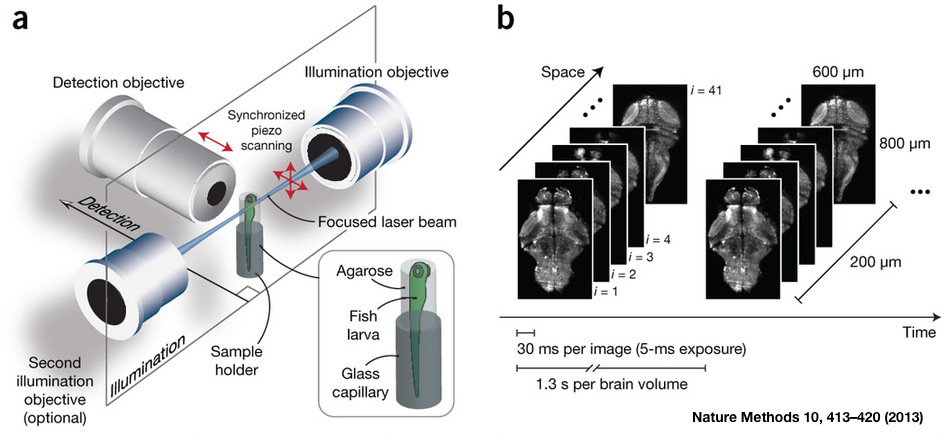 a
Detection objective
Illumination objective
Synchronized
piezo
scanning
Focused laser beam
Detection
Illumination
Second
illumination
objective
(optional)
Sample
holder
Agarose
Fish
larva
Glass
capillary
b
Space
i = 41
i = 4
i = 3
i = 2
i = 1
600 µm
800 µm
200 µm
Time
30 ms per image (5-ms exposure)
1.3 s per brain volume
Nature Methods 10, 413–420 (2013)